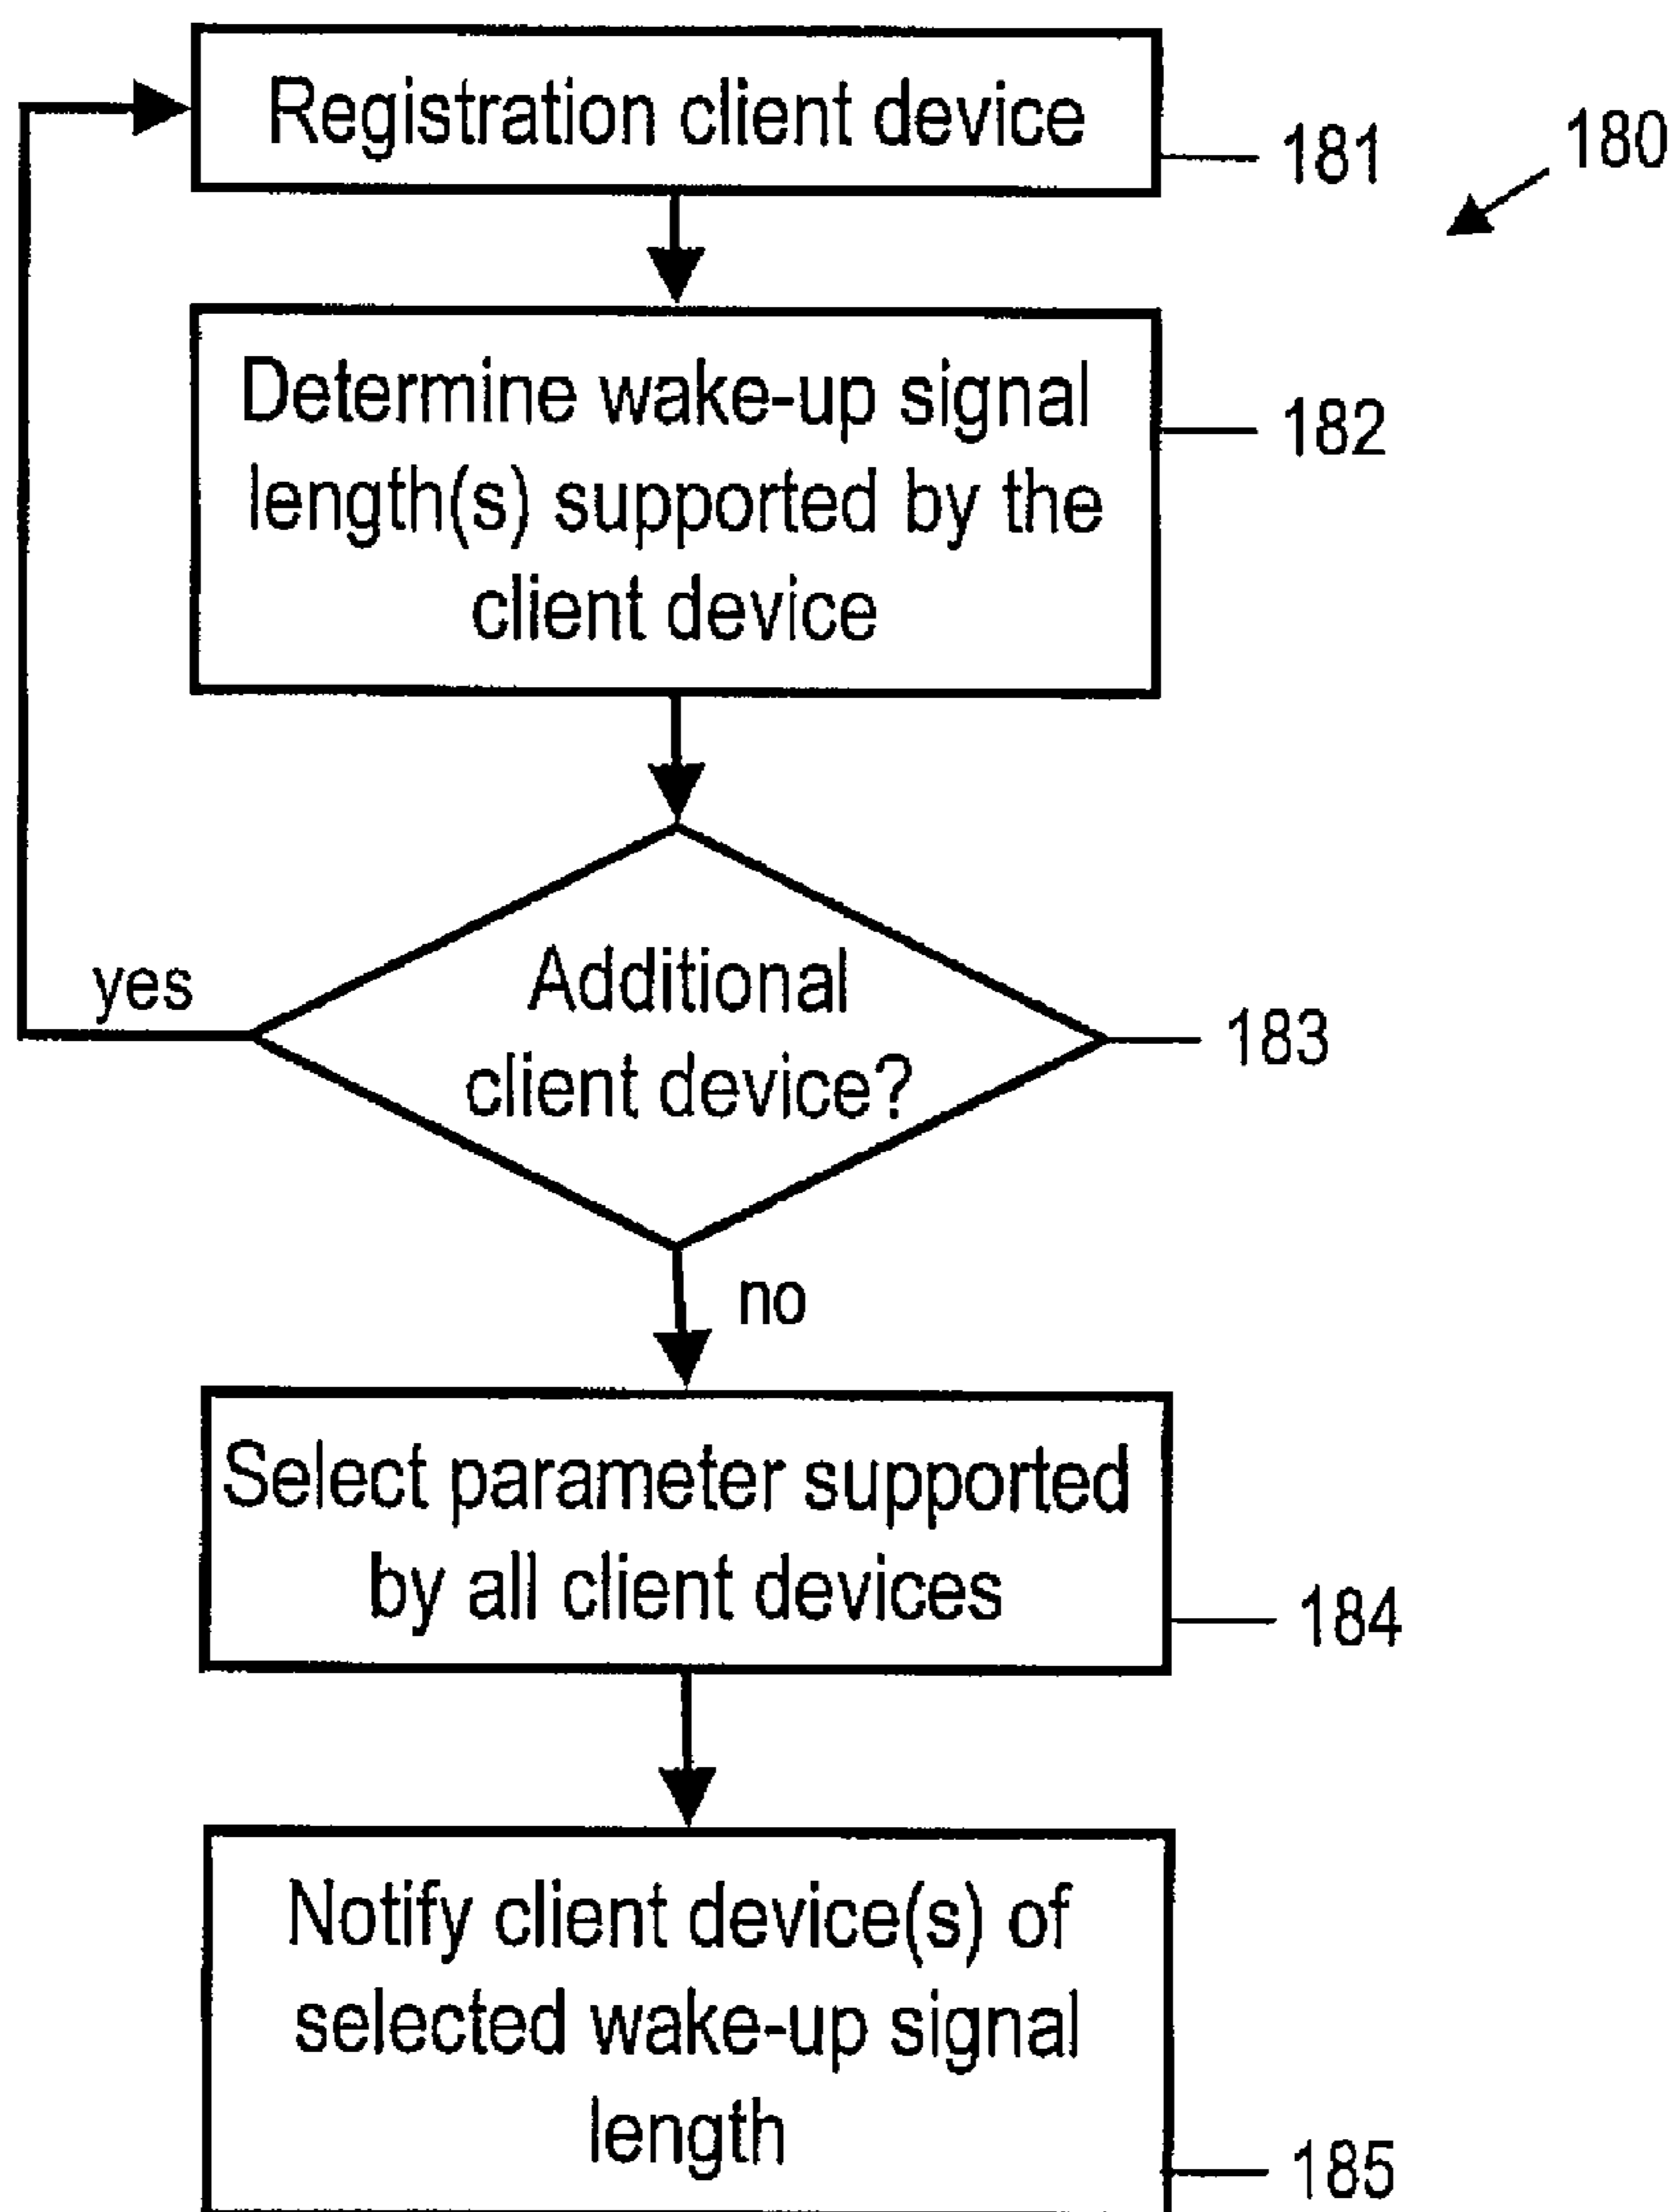 Registration client device
181
180
Determine wake-up signal
length(s) supported by the
client device
182
Additional
client device?
yes
183
no
Select parameter supported
by all client devices
184
Notify client device(s) of
selected wake-up signal
length
185